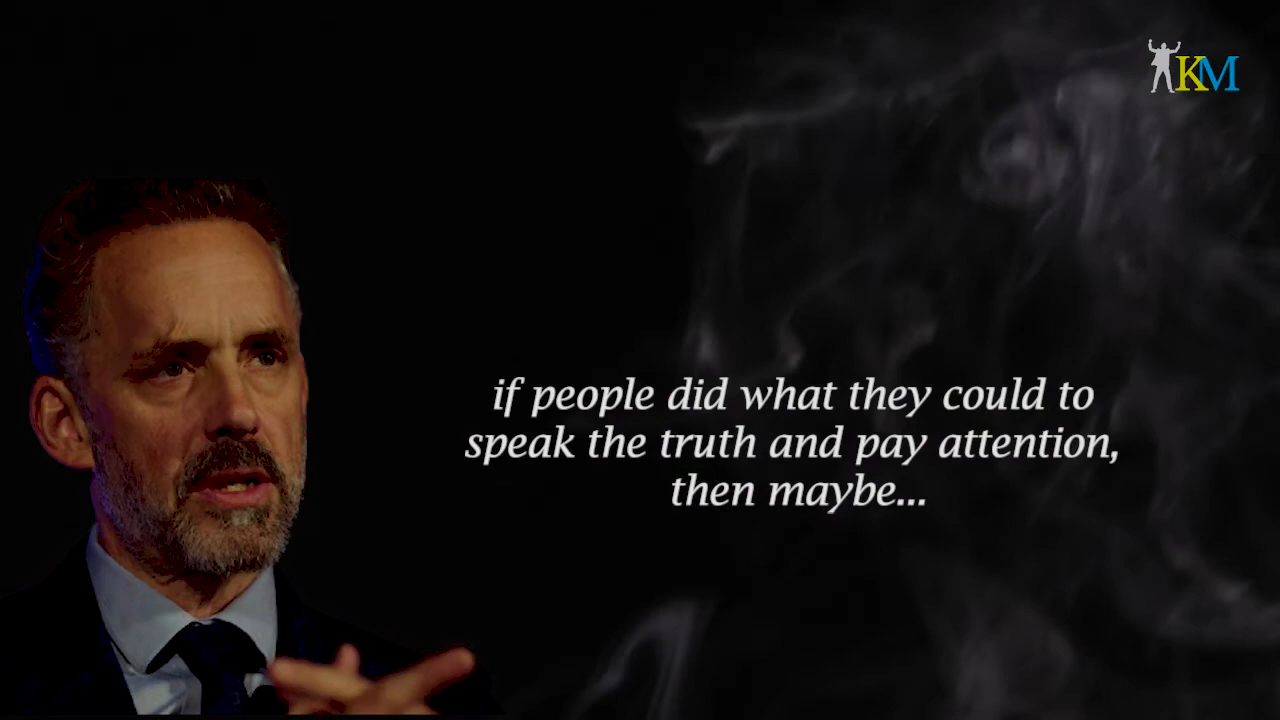 KM
if people did what they could to
speak the truth and pay attention,
then maybe...